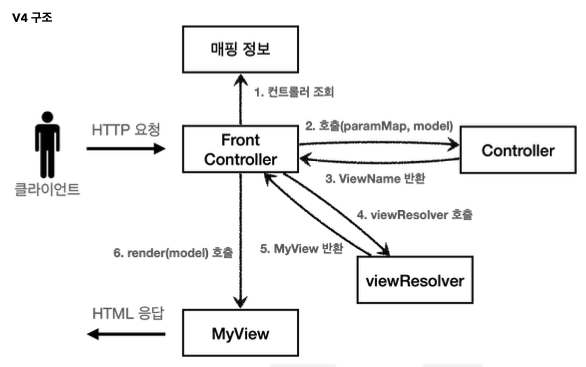 V4 구조
매핑 정보
1. 컨트롤러 조회
HTTP 요청
Front
Controller
2. 호출(paramMap, model)
Controller
3. ViewName 반환
클라이언트
4. viewResolver 호출
5. MyView 반환
6. render(model) 호출
viewResolver
HTML 응답
MyView